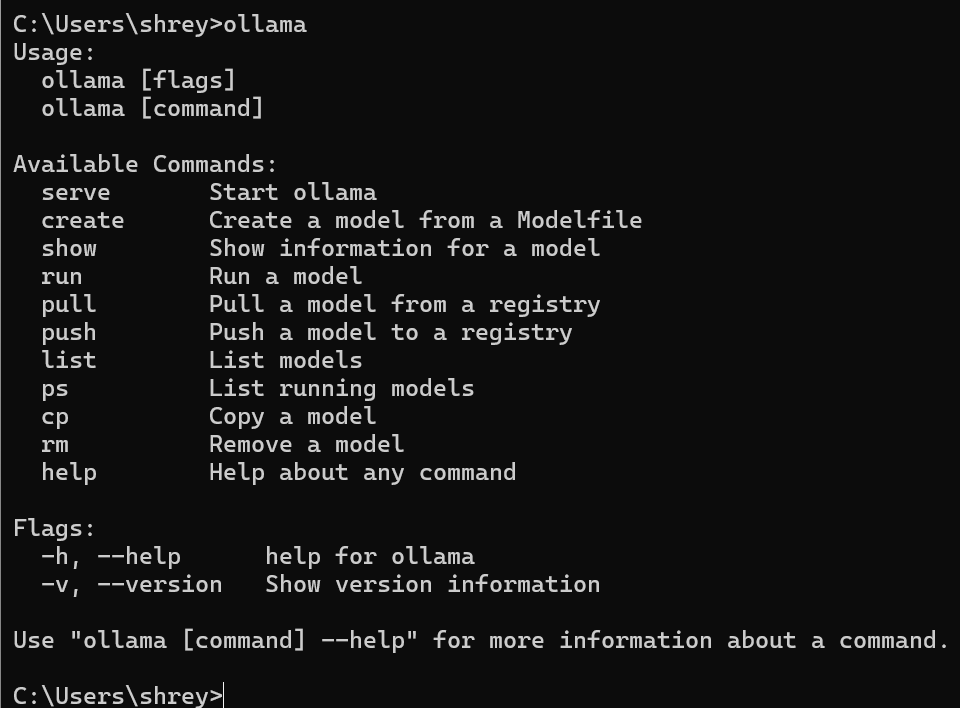 C:\Users\shrey>ollama
Usage:
  ollama [flags]
  ollama [command]

Available Commands:
  serve       Start ollama
  create      Create a model from a Modelfile
  show        Show information for a model
  run         Run a model
  pull        Pull a model from a registry
  push        Push a model to a registry
  list        List models
  ps          List running models
  cp          Copy a model
  rm          Remove a model
  help        Help about any command

Flags:
  -h, --help      help for ollama
  -v, --version   Show version information

Use "ollama [command] --help" for more information about a command.

C:\Users\shrey>